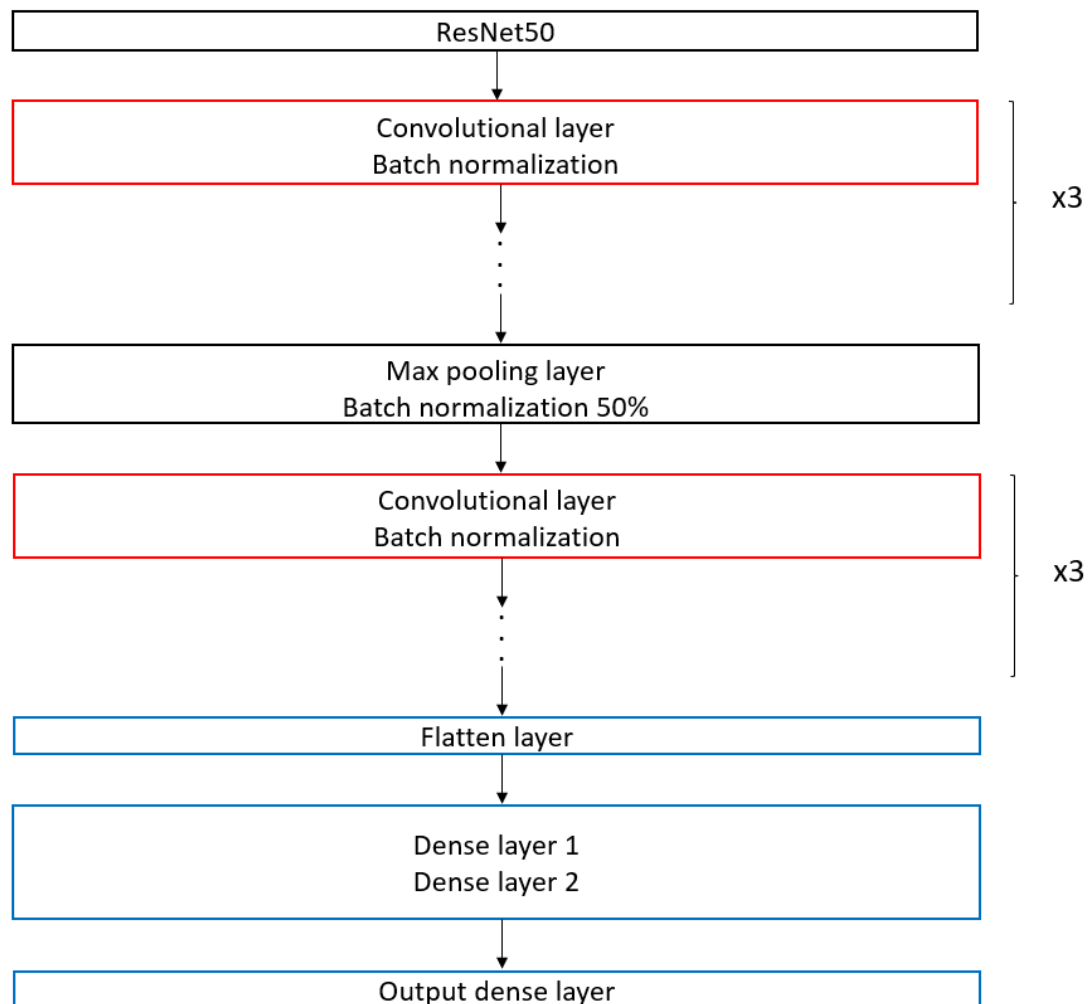 ResNet50
Convolutional layer
Batch normalization
x3
.
.
.
Max pooling layer
Batch normalization 50%
Convolutional layer
Batch normalization
x3
.
.
.
Flatten layer
Dense layer 1
Dense layer 2
Output dense layer